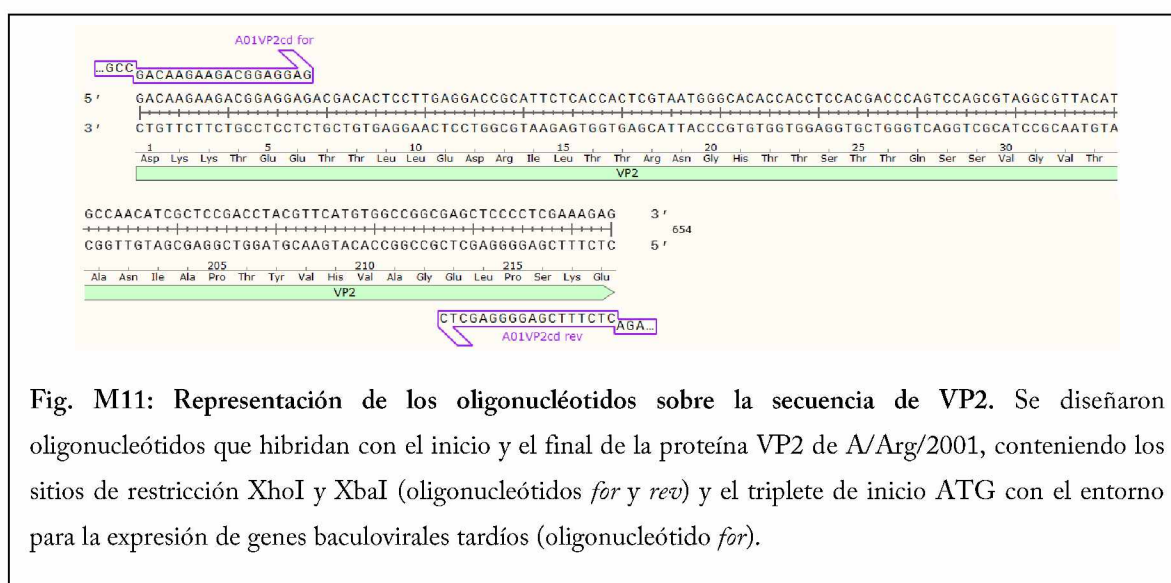 A01VP2cd for
...GCC GACAAGAAGACGGAGGAG
5' GACAAGAAGACGGAGGAGACGACACTCCTTGAGGACCGCATTCTCACCACTCGTAATGGGCACACCACCTCCACGACCCAGTCCAGCGTAGGCGTTACAT
3' CTGTTCTTCTGCCTCCTCTGCTGTGAGGAACTCCTGGCGTAAGAGTGGTGAGCATTACCCGTGTGGTGGAGGTGCTGGGTCAGGTCGCATCCGCAATGTA
1 5 10 15 20 25 30
Asp Lys Lys Thr Glu Glu Thr Thr Leu Leu Glu Asp Arg Ile Leu Thr Thr Arg Asn Gly His Thr Thr Ser Thr Thr Gln Ser Ser Val Gly Val Thr
VP2
GCCAACATCGCTCCGACCTACGTTCATGTGGCCGGCGAGCTCCCCTCGAAAGAG 3'
654
CGGTTGTAGCGAGGCTGGATGCAAGTACACCGGCCGCTCGAGGGGAGCTTTCTC 5'
205 210 215
Ala Asn Ile Ala Pro Thr Tyr Val His Val Ala Gly Glu Leu Pro Ser Lys Glu
VP2
CTCGAGGGGAGCTTTCTC AGA...
A01VP2cd rev
Fig. M11: Representación de los oligonucleótidos sobre la secuencia de VP2. Se diseñaron
oligonucleótidos que hibridan con el inicio y el final de la proteína VP2 de A/Arg/2001, conteniendo los
sitios de restricción XhoI y XbaI (oligonucleótidos for y rev) y el triplete de inicio ATG con el entorno
para la expresión de genes baculovirales tardíos (oligonucleótido for).